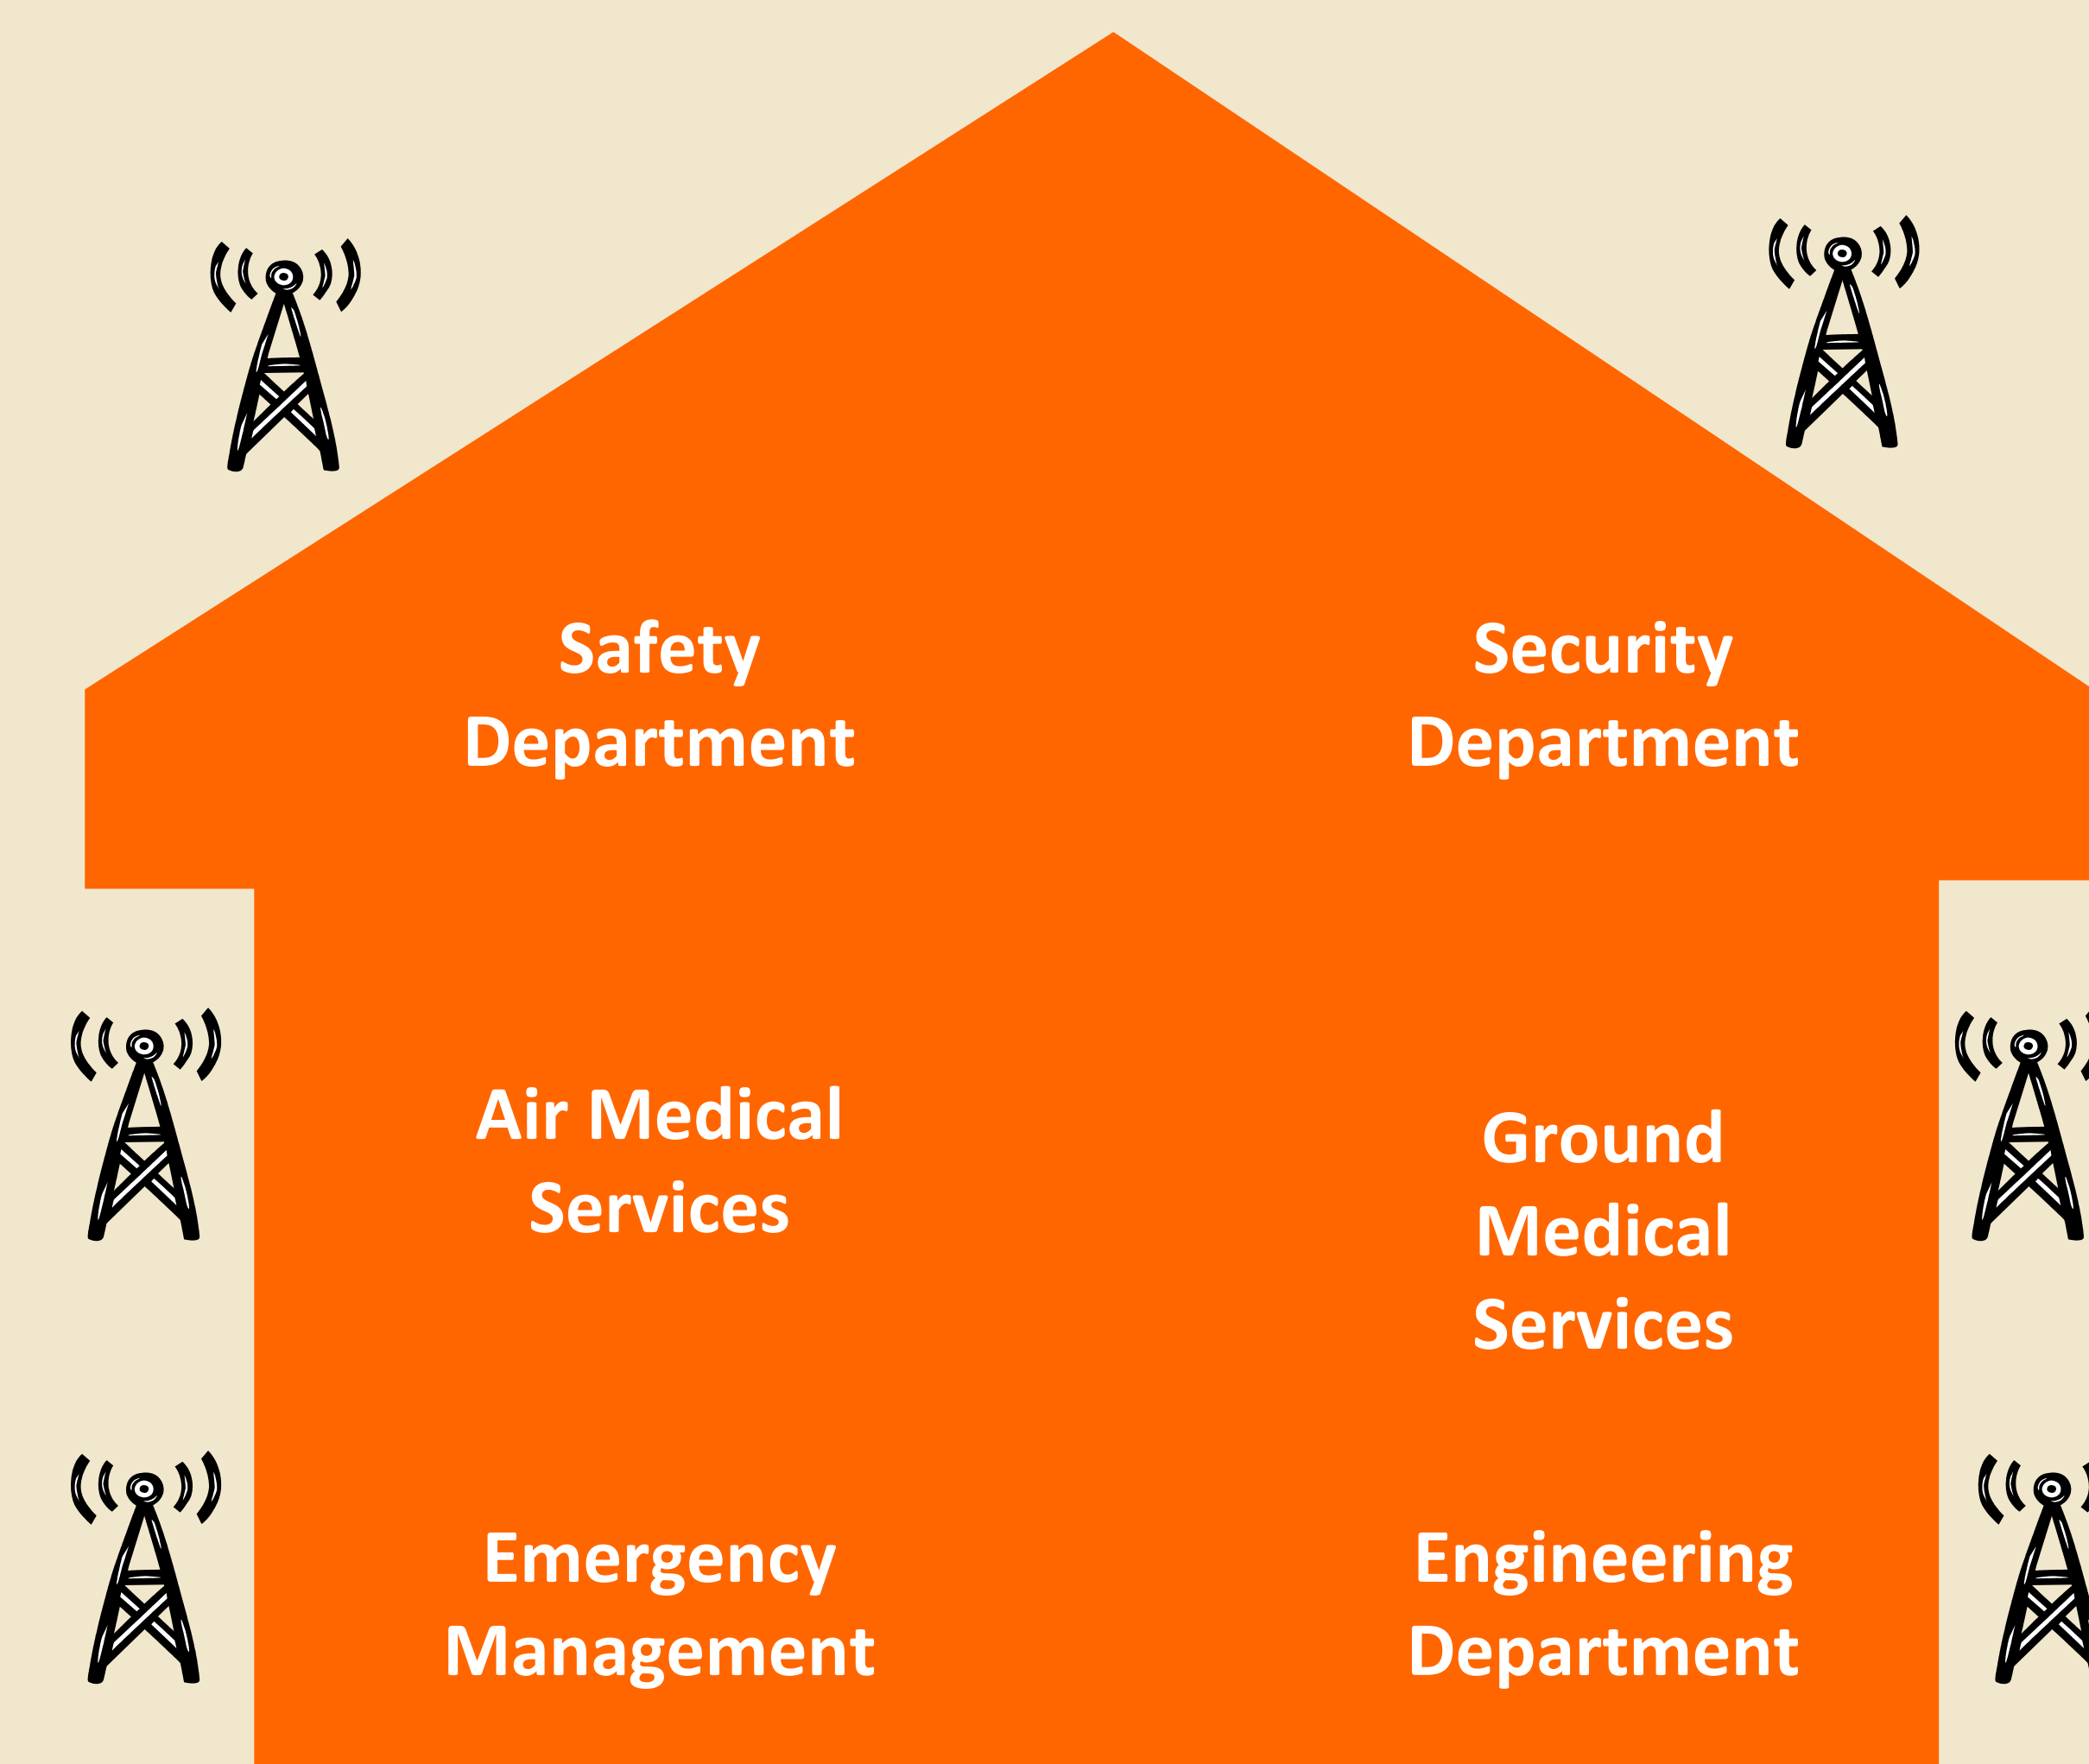 Safety
Department
Security
Department
Air Medical
Services
Ground
Medical
Services
Emergency
Management
Engineering
Department